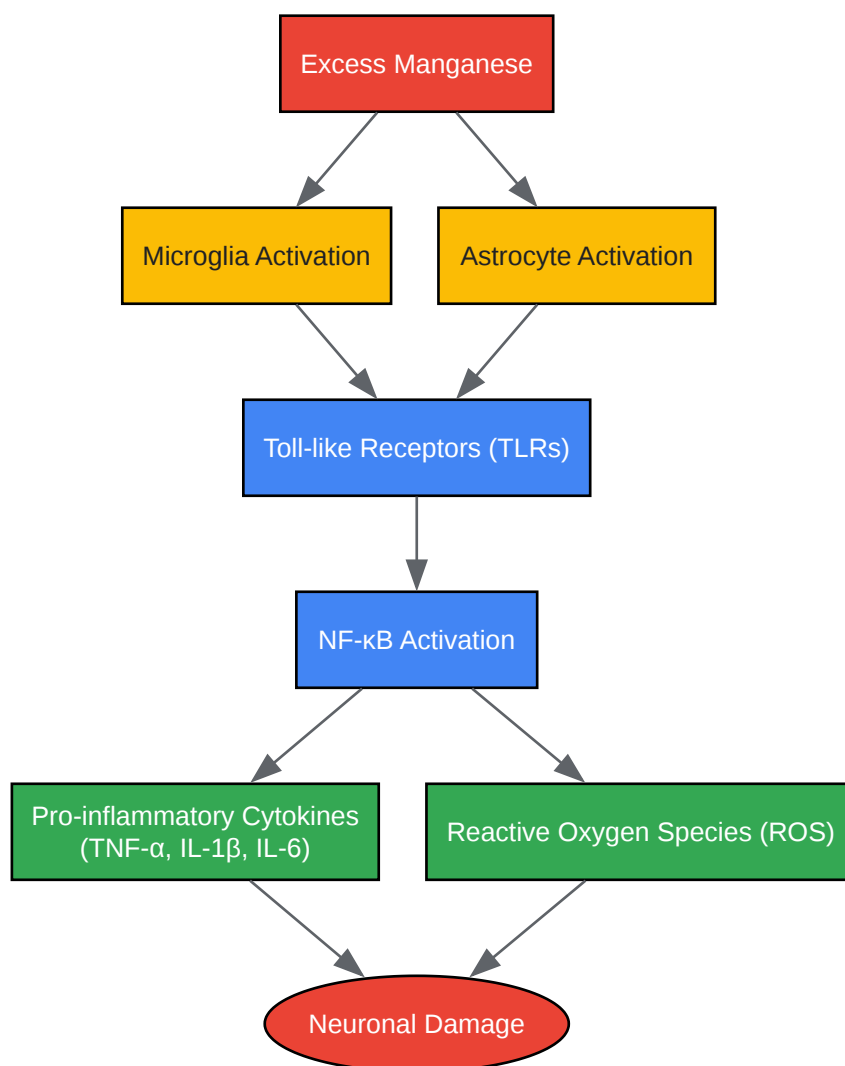 Excess Manganese
Microglia Activation
Astrocyte Activation
Toll-like Receptors (TLRs)
NF-κB Activation
Pro-inflammatory Cytokines
(TNF-α, IL-1β, IL-6)
Reactive Oxygen Species (ROS)
Neuronal Damage